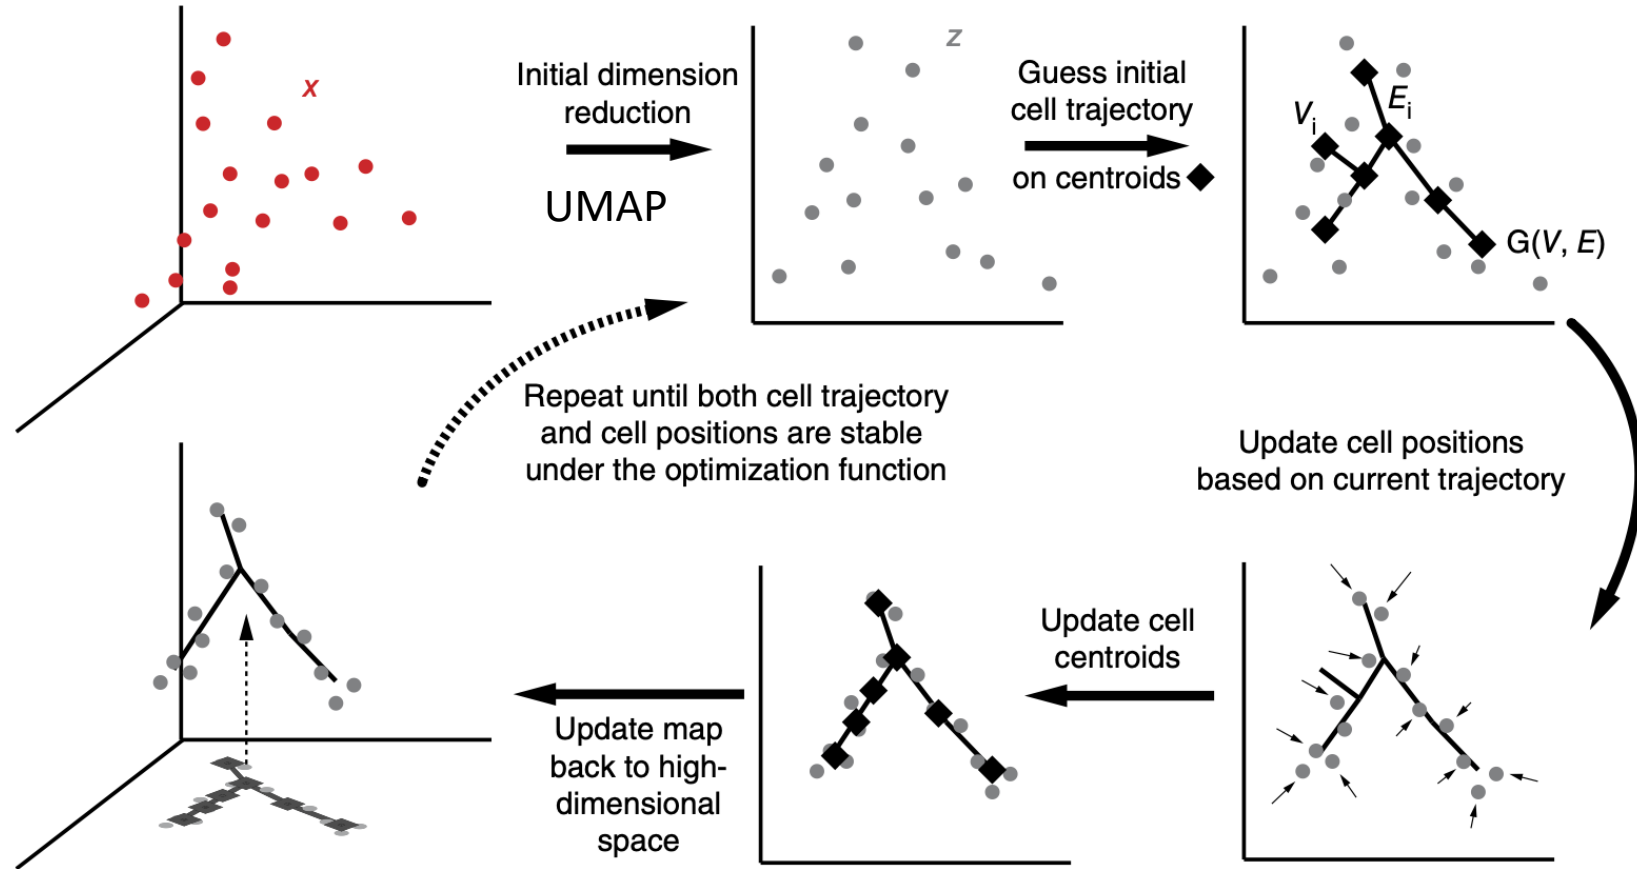 x
Initial dimension
reduction
UMAP
z
Guess initial
cell trajectory
on centroids
Vi
Ei
G(V, E)
Repeat until both cell trajectory
and cell positions are stable
under the optimization function
Update cell positions
based on current trajectory
Update cell
centroids
Update map
back to high-
dimensional
space